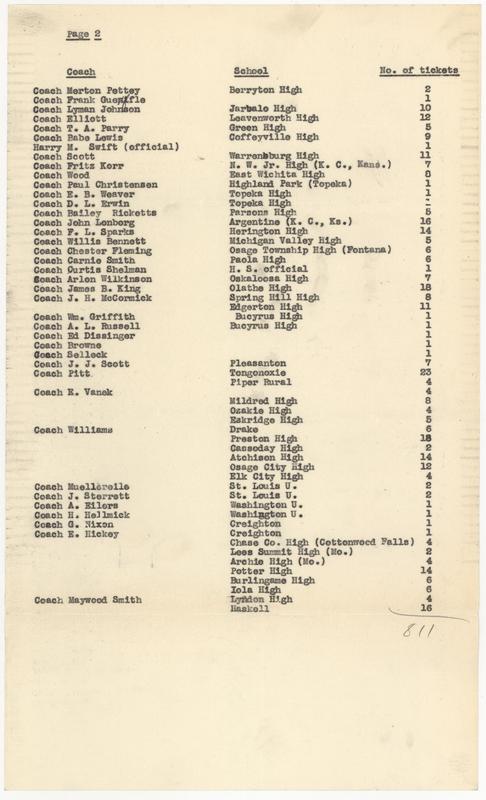 Page 2
Coach School No. of tickets
Coach Merton Pettey Berryton High 2
Coach Frank Guenfle 1
Coach Lyman Johnson Jarbalo High 10
Coach Elliott Leavenworth High 12
Coach T. A. Parry Green High 5
Coach Babe Lewis Coffeyville High 9
Harry M. Swift (official) 1
Coach Scott Warrensburg High 11
Coach Fritz Korr N. W. Jr. High (K. C., Kans.) 7
Coach Wood East Wichita High 8
Coach Paul Christensen Highland Park (Topeka) 1
Coach E. B. Weaver Topeka High 1
Coach D. L. Erwin Topeka High -
Coach Bailey Ricketts Parsons High 5
Coach John Lonborg Argentine (K. C., Ks.) 16
Coach F. L. Sparks Herington High 14
Coach Willis Bennett Michigan Valley High 5
Coach Chester Fleming Osage Township High (Fontana) 6
Coach Carnie Smith Paola High 6
Coach Curtis Shelman H. S. official 1
Coach Arlen Wilkinson Oskaloosa High 7
Coach James B. King Olathe High 18
Coach J. H. McCormick Spring Hill High 8
Edgerton High 11
Coach Wm. Griffith Bucyrus High 1
Coach A. L. Russell Bucyrus High 1
Coach Ed Dissinger 1
Coach Browne 1
Coach Selleck 1
Coach J. J. Scott Pleasanton 7
Coach Pitt Tongonoxie 23
Piper Rural 4
Coach E. Vanek 4
Mildred High 8
Ozakie High 4
Eskridge High 5
Coach Williams Drake 6
Preston High 18
Cassoday High 2
Atchison High 14
Osage City High 12
Elk City High 4
Coach Muellereile St. Louis U. 2
Coach J. Sterrett St. Louis U. 2
Coach A. Eilers Washington U. 1
Coach H. Hellmick Washington U. 1
Coach G. Nixon Creighton 1
Coach E. Hickey Creighton 1
Chase Co. High (Cottonwood Falls) 4
Lees Summit High (Mo.) 2
Archie High (Mo.) 4
Potter High 14
Burlingame High 6
Iola High 6
Coach Maywood Smith Lyndon High 4
Haskell 16
811